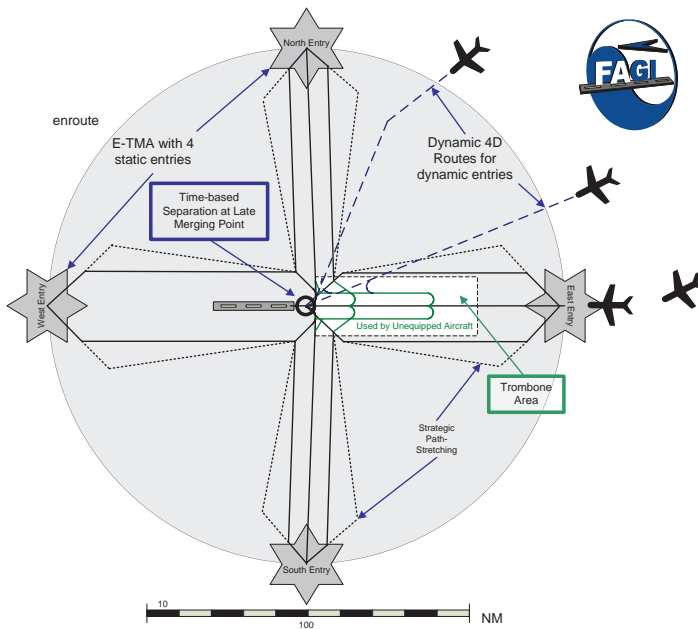 North Entry
FAGI
enroute
E-TMA with 4
static entries
Dynamic 4D
Routes for
dynamic entries
Time-based
Separation at Late
Merging Point
West Entry
East Entry
Used by Unequipped Aircraft
Trombone
Area
Strategic
Path-
Stretching
South Entry
10
100
NM